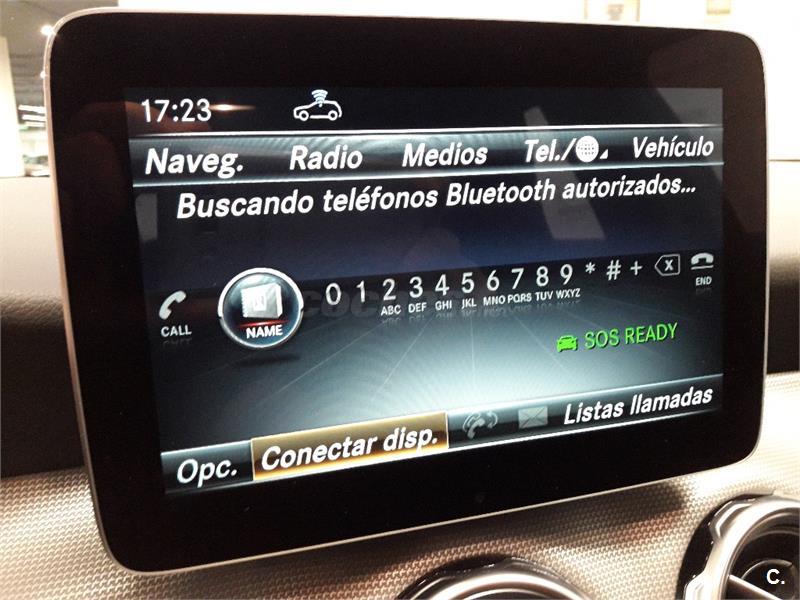 17:23
Naveg. Radio Medios Tel./ Vehículo
Buscando teléfonos Bluetooth autorizados...
CALL NAME 0 1 2 3 4 5 6 7 8 9 * # + X END
ABC DEF GHI JKL MNO PQRS TUV WXYZ
SOS READY
Opc. Conectar disp. Listas llamadas
C.